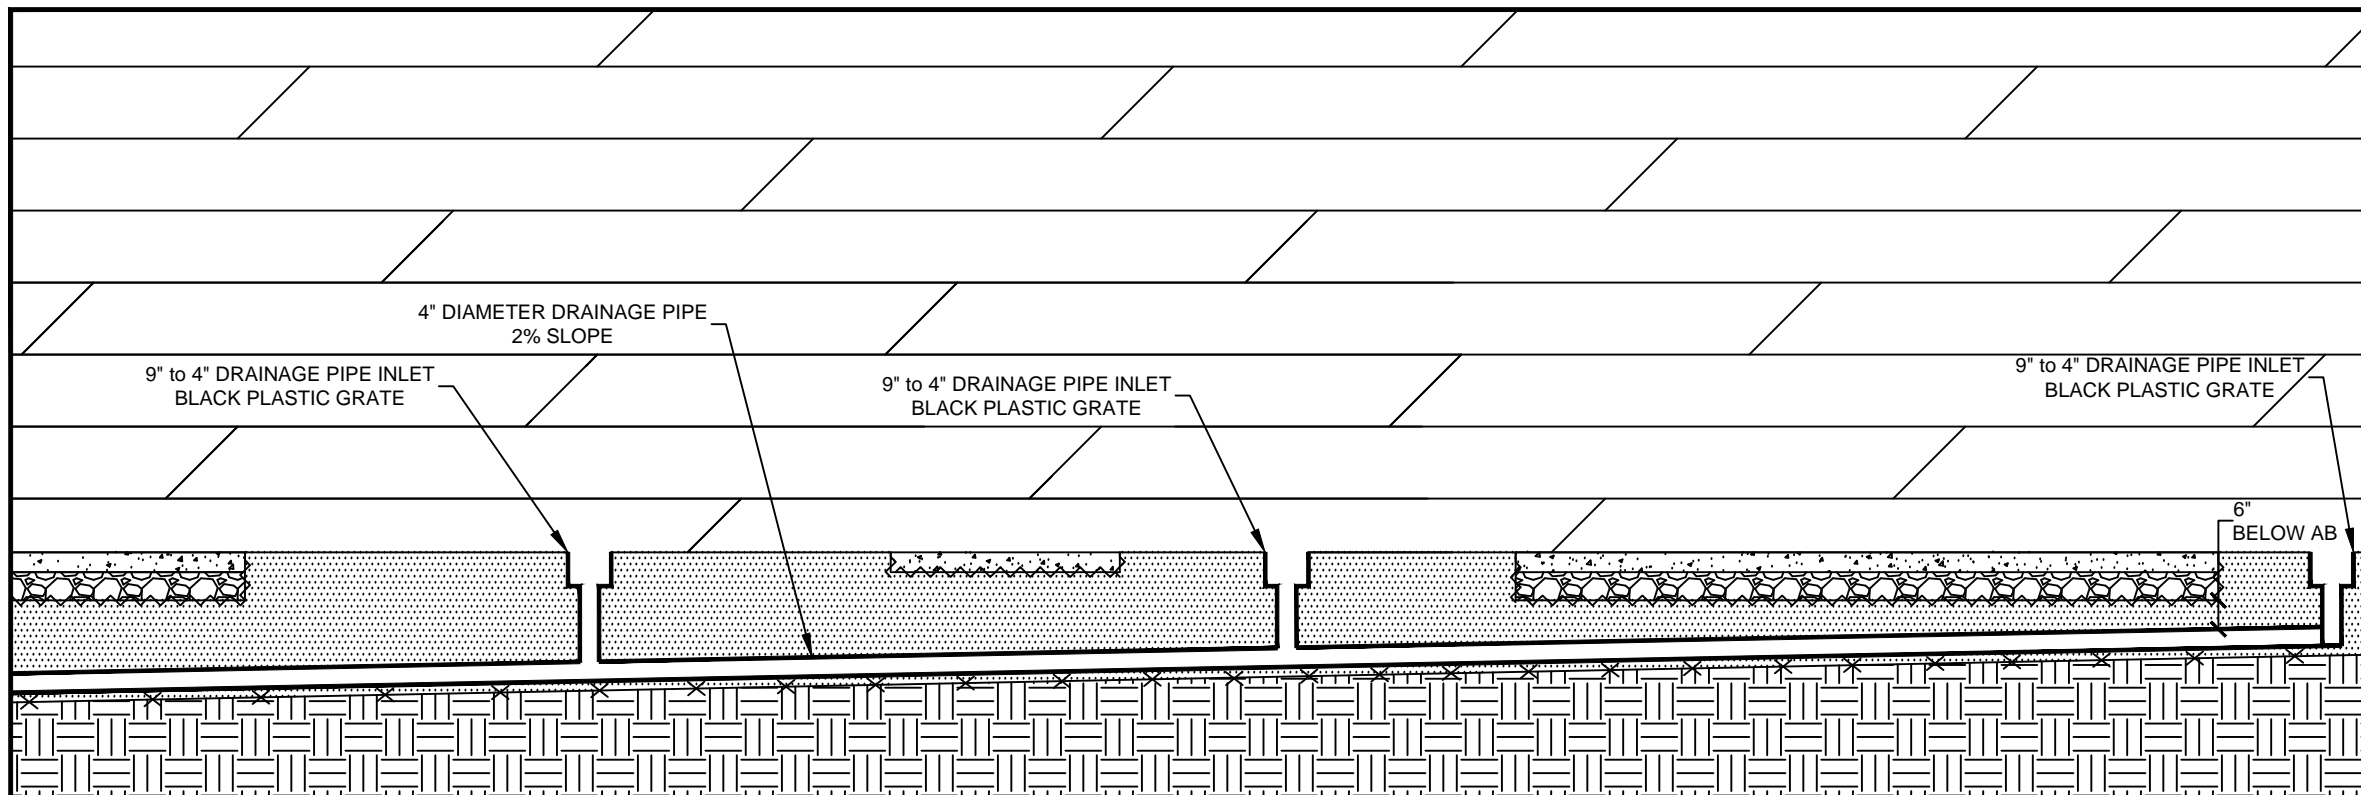 4" DIAMETER DRAINAGE PIPE
2% SLOPE
9" to 4" DRAINAGE PIPE INLET
BLACK PLASTIC GRATE
9" to 4" DRAINAGE PIPE INLET
BLACK PLASTIC GRATE
9" to 4" DRAINAGE PIPE INLET
BLACK PLASTIC GRATE
6"
BELOW AB